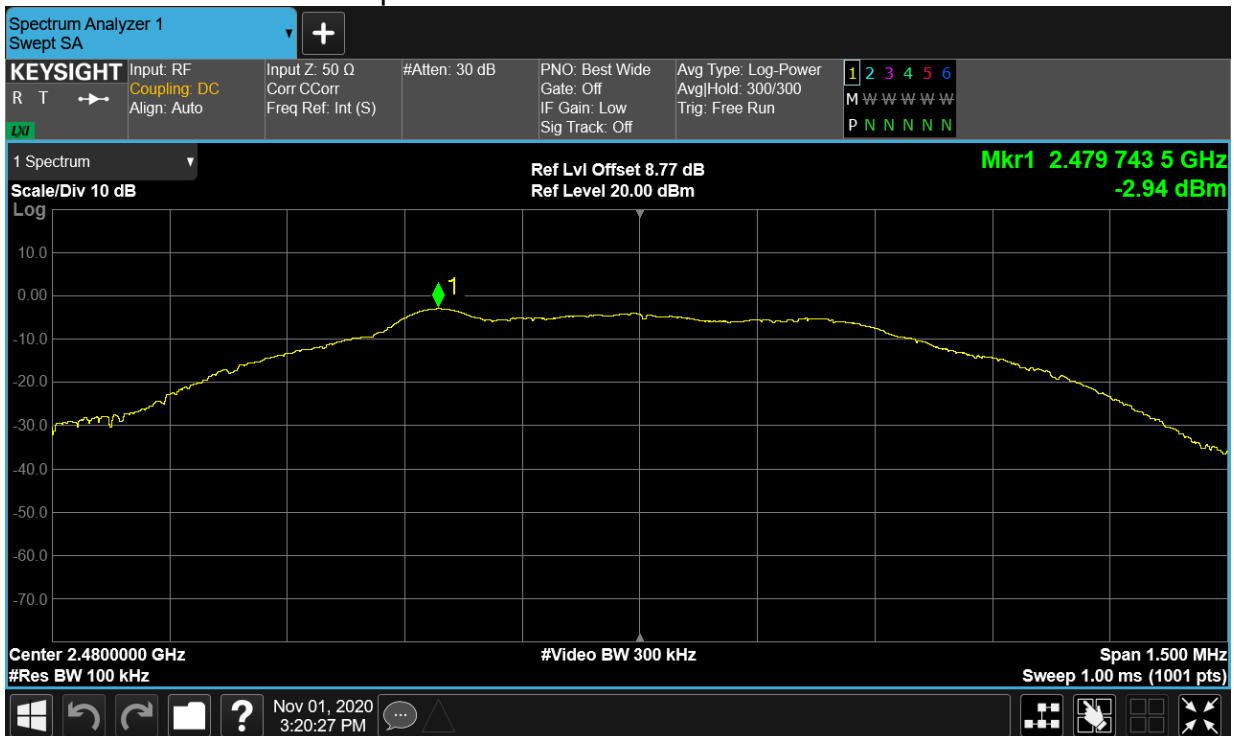 Spectrum Analyzer 1
Swept SA
+
KEYSIGHT Input: RF Input Z: 50 Ω #Atten: 30 dB PNO: Best Wide Avg Type: Log-Power 1 2 3 4 5 6
R T Coupling: DC Corr CCorr Gate: Off Avg|Hold: 300/300 M W W W W W
Align: Auto Freq Ref: Int (S) IF Gain: Low Trig: Free Run P N N N N N
LXI Sig Track: Off
1 Spectrum Ref Lvl Offset 8.77 dB Mkr1 2.479 743 5 GHz
Scale/Div 10 dB Ref Level 20.00 dBm -2.94 dBm
Log
10.0
1
0.00
-10.0
-20.0
-30.0
-40.0
-50.0
-60.0
-70.0
Center 2.4800000 GHz #Video BW 300 kHz Span 1.500 MHz
#Res BW 100 kHz Sweep 1.00 ms (1001 pts)
? Nov 01, 2020
3:20:27 PM